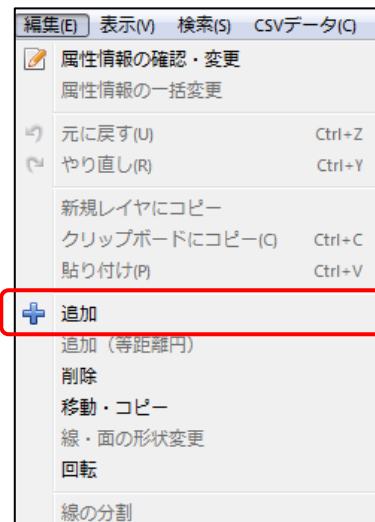 編集(E) 表示(V) 検索(S) CSVデータ(C)
属性情報の確認・変更
属性情報の一括変更
元に戻す(U) Ctrl+Z
やり直し(R) Ctrl+Y
新規レイヤにコピー
クリップボードにコピー(C) Ctrl+C
貼り付け(P) Ctrl+V
追加
追加（等距離円）
削除
移動・コピー
線・面の形状変更
回転
線の分割